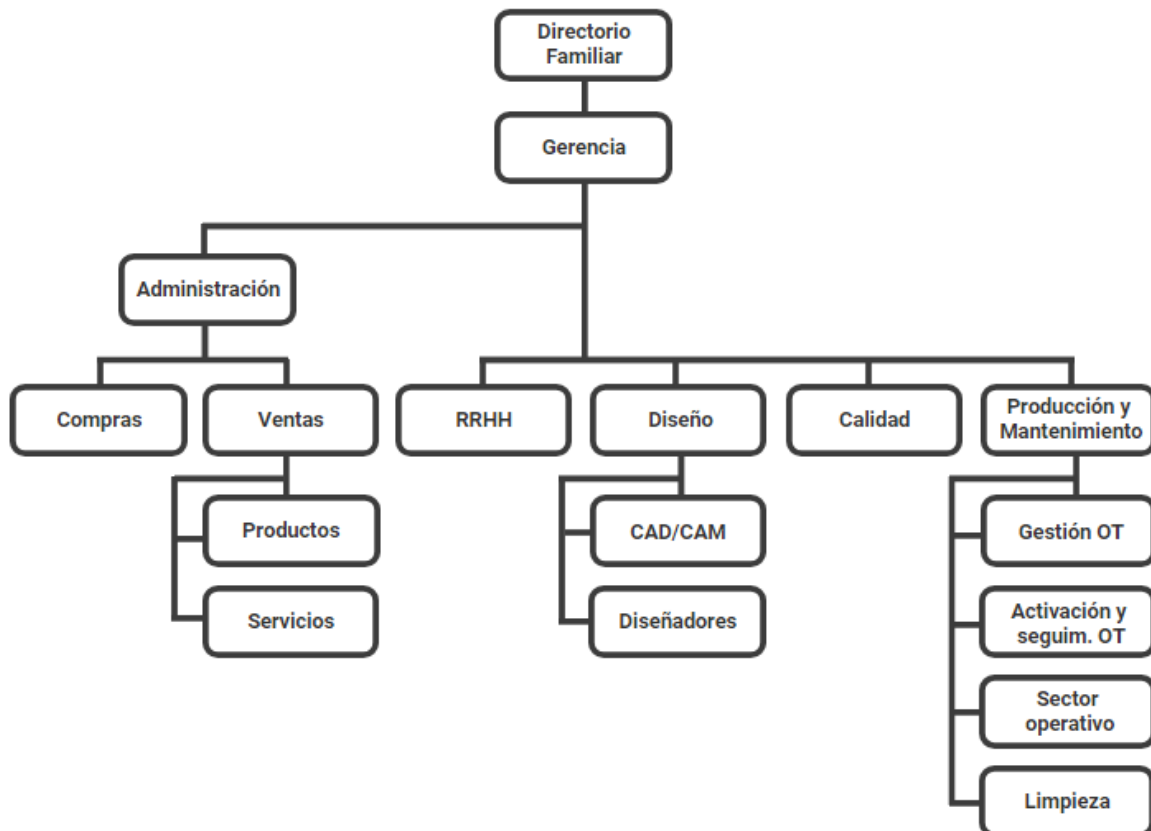 Directorio
Familiar
Gerencia
Administración
Compras
Ventas
RRHH
Diseño
Calidad
Producción y
Mantenimiento
Productos
CAD/CAM
Gestión OT
Servicios
Diseñadores
Activación y
seguim. OT
Sector
operativo
Limpieza